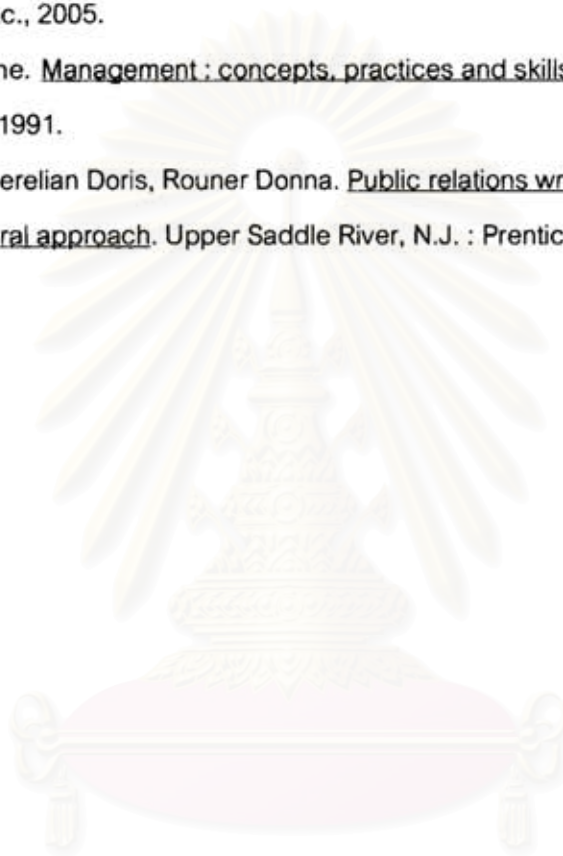 c., 2005.
ne. Management : concepts, practices and skills
1991.
erelian Doris, Rouner Donna. Public relations wr
ral approach. Upper Saddle River, N.J. : Prentic